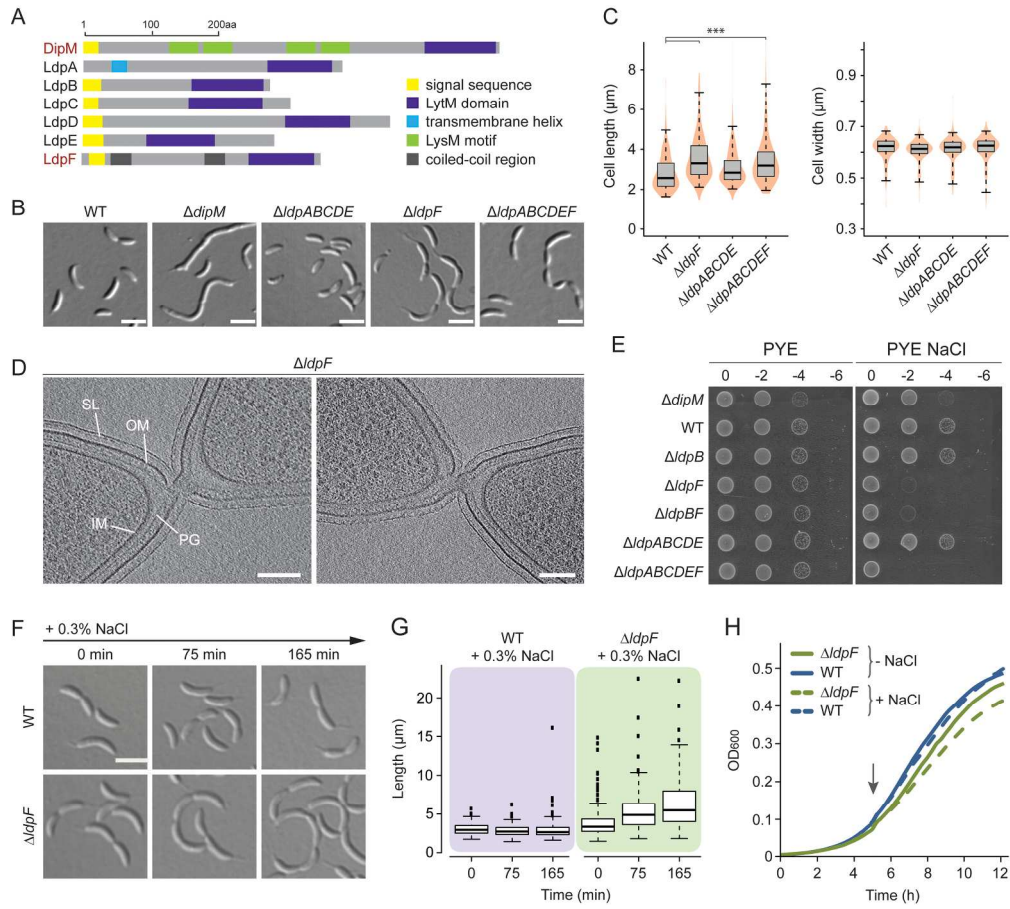 A
1 100 200aa
DipM
LdpA
LdpB
LdpC
LdpD
LdpE
LdpF
signal sequence
LytM domain
transmembrane helix
LysM motif
coiled-coil region
B
WT ΔdipM ΔldpABCDE ΔldpF ΔldpABCDEF
C
Cell length (µm)
8
6
4
2
0
***
WT ΔldpF ΔldpABCDE ΔldpABCDEF
Cell width (µm)
0.9
0.7
0.5
0.3
WT ΔldpF ΔldpABCDE ΔldpABCDEF
D
ΔldpF
SL
OM
IM
PG
E
PYE PYE NaCl
0 -2 -4 -6 0 -2 -4 -6
ΔdipM
WT
ΔldpB
ΔldpF
ΔldpBF
ΔldpABCDE
ΔldpABCDEF
F
+ 0.3% NaCl
0 min 75 min 165 min
WT
ΔldpF
G
WT ΔldpF
+ 0.3% NaCl + 0.3% NaCl
Length (µm)
20
15
10
5
0
0 75 165 0 75 165
Time (min)
H
ΔldpF
WT
- NaCl
ΔldpF
WT
+ NaCl
OD600
0.5
0.4
0.3
0.2
0.1
0
0 2 4 6 8 10 12
Time (h)